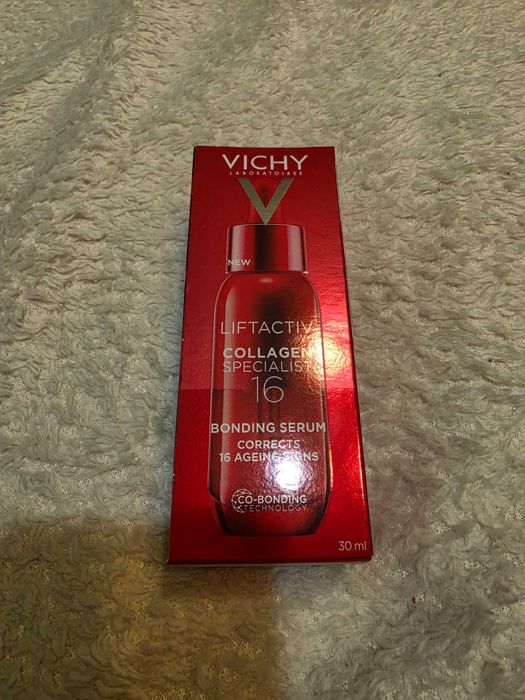 VICHY
LABORATOIRES
NEW
LIFTACTIV
COLLAGEN
SPECIALIST
16
BONDING SERUM
CORRECTS
16 AGEING SIGNS
CO-BONDING
TECHNOLOGY
30 ml